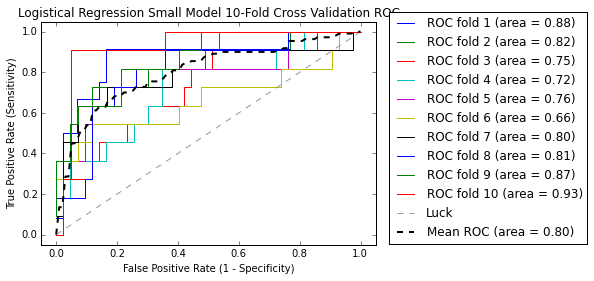 Logistical Regression Small Model 10-Fold Cross Validation ROC
1.0
0.8
0.6
0.4
0.2
0.0
True Positive Rate (Sensitivity)
0.0 0.2 0.4 0.6 0.8 1.0
False Positive Rate (1 - Specificity)
ROC fold 1 (area = 0.88)
ROC fold 2 (area = 0.82)
ROC fold 3 (area = 0.75)
ROC fold 4 (area = 0.72)
ROC fold 5 (area = 0.76)
ROC fold 6 (area = 0.66)
ROC fold 7 (area = 0.80)
ROC fold 8 (area = 0.81)
ROC fold 9 (area = 0.87)
ROC fold 10 (area = 0.93)
Luck
Mean ROC (area = 0.80)